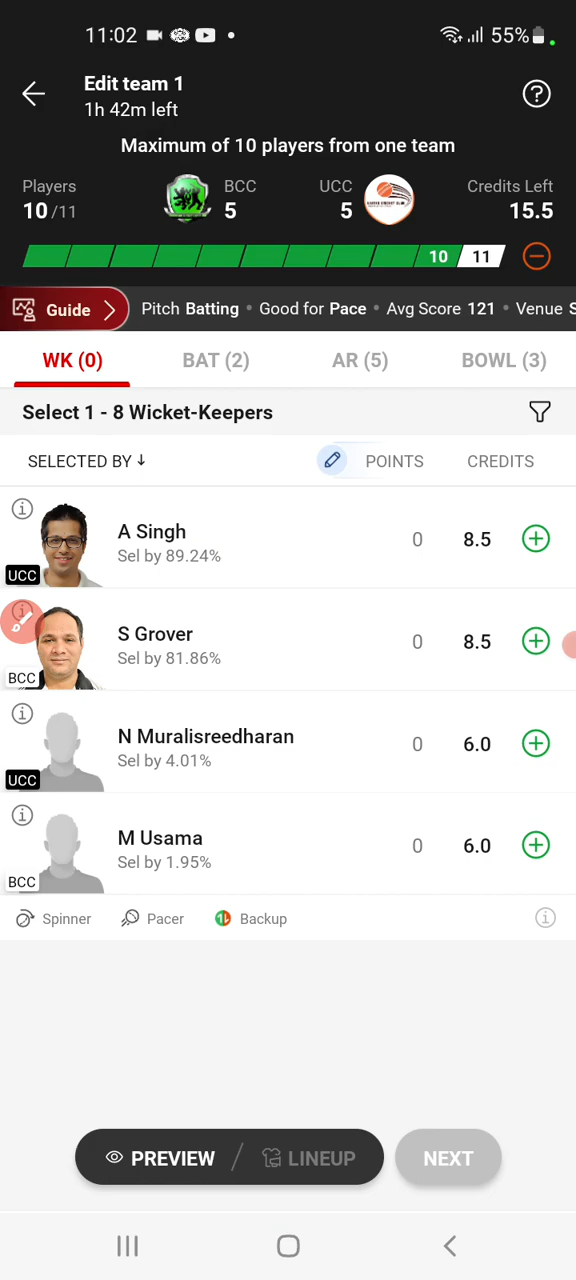 11:02 55%
Edit team 1
1h 42m left
Maximum of 10 players from one team
Players BCC UCC Credits Left
10/11 5 5 15.5
10 11
Guide Pitch Batting • Good for Pace • Avg Score 121 • Venue S
WK (0) BAT (2) AR (5) BOWL (3)
Select 1 - 8 Wicket-Keepers
SELECTED BY ↓ POINTS CREDITS
A Singh 0 8.5
Sel by 89.24%
UCC
S Grover 0 8.5
Sel by 81.86%
BCC
N Muralisreedharan 0 6.0
Sel by 4.01%
UCC
M Usama 0 6.0
Sel by 1.95%
BCC
Spinner Pacer Backup
PREVIEW / LINEUP NEXT